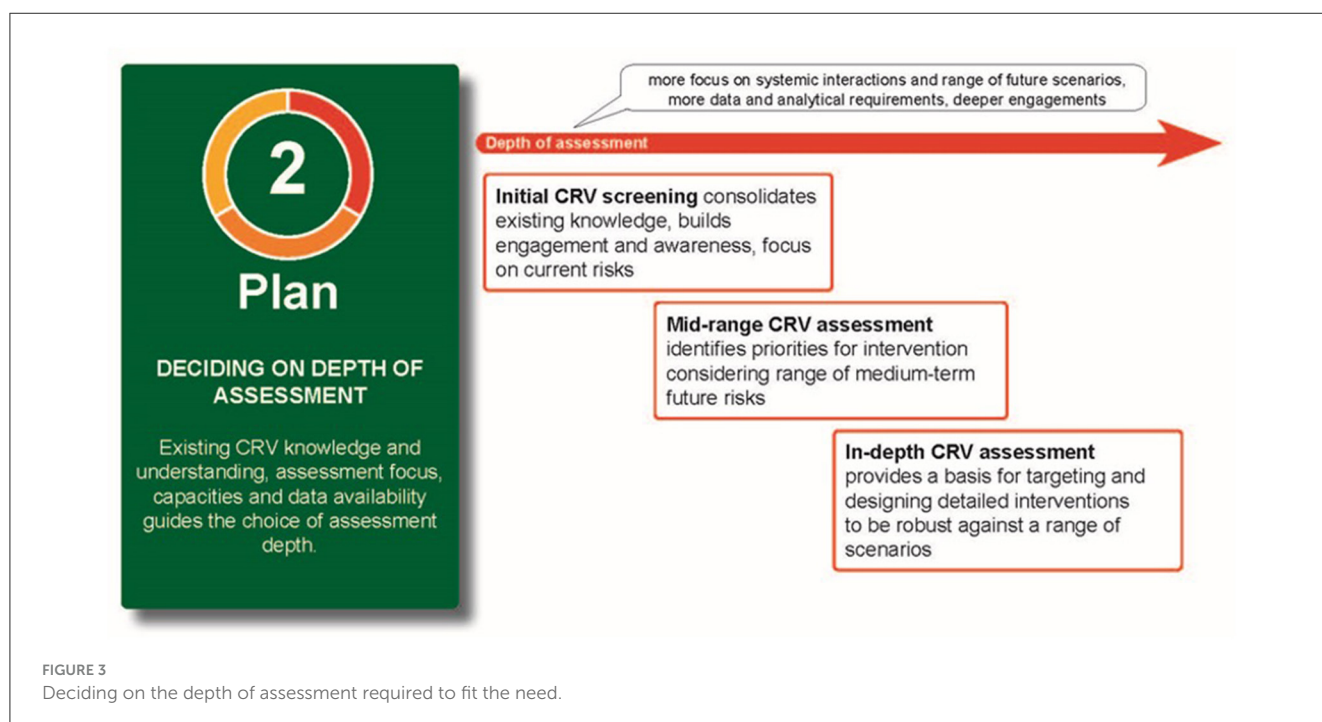 2
Plan
DECIDING ON DEPTH OF
ASSESSMENT
Existing CRV knowledge and
understanding, assessment focus,
capacities and data availability
guides the choice of assessment
depth.
more focus on systemic interactions and range of future scenarios,
more data and analytical requirements, deeper engagements
Depth of assessment
Initial CRV screening consolidates
existing knowledge, builds
engagement and awareness, focus
on current risks
Mid-range CRV assessment
identifies priorities for intervention
considering range of medium-term
future risks
In-depth CRV assessment
provides a basis for targeting and
designing detailed interventions
to be robust against a range of
scenarios
FIGURE 3
Deciding on the depth of assessment required to fit the need.